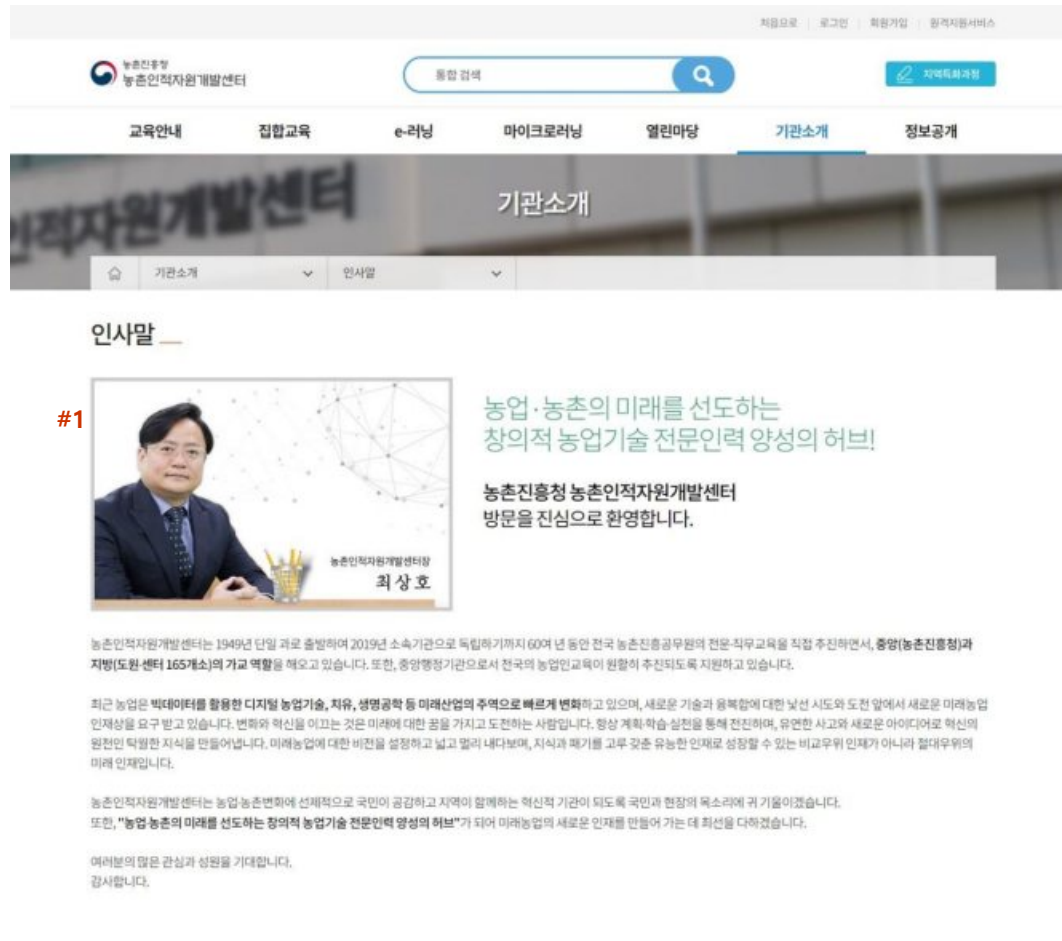 처음으로 로그인 회원가입 원격지원서비스
농촌진흥청
농촌인적자원개발센터
통합 검색
지역특화과정
교육안내 집합교육 e-러닝 마이크로러닝 열린마당 기관소개 정보공개
인적자원개발센터
기관소개
기관소개 인사말
인사말
#1
농업·농촌의 미래를 선도하는
창의적 농업기술 전문인력 양성의 허브!
농촌진흥청 농촌인적자원개발센터
방문을 진심으로 환영합니다.
농촌인적자원개발센터장
최상호
농촌인적자원개발센터는 1949년 단일 과로 출발하여 2019년 소속기관으로 독립하기까지 60여 년 동안 전국 농촌진흥공무원의 전문·직무교육을 직접 추진하면서, 중앙(농촌진흥청)과
지방(도원·센터 165개소)의 가교 역할을 해오고 있습니다. 또한, 중앙행정기관으로서 전국의 농업인교육이 원활히 추진되도록 지원하고 있습니다.
최근 농업은 빅데이터를 활용한 디지털 농업기술, 치유, 생명공학 등 미래산업의 주역으로 빠르게 변화하고 있으며, 새로운 기술과 융복합에 대한 낯선 시도와 도전 앞에서 새로운 미래농업
인재상을 요구 받고 있습니다. 변화와 혁신을 이끄는 것은 미래에 대한 꿈을 가지고 도전하는 사람입니다. 항상 계획·학습·실천을 통해 전진하며, 유연한 사고와 새로운 아이디어로 혁신의
원천인 탁월한 지식을 만들어냅니다. 미래농업에 대한 비전을 설정하고 넓고 멀리 내다보며, 지식과 패기를 고루 갖춘 유능한 인재로 성장할 수 있는 비교우위 인재가 아니라 절대우위의
미래 인재입니다.
농촌인적자원개발센터는 농업·농촌변화에 선제적으로 국민이 공감하고 지역이 함께하는 혁신적 기관이 되도록 국민과 현장의 목소리에 귀 기울이겠습니다.
또한, "농업·농촌의 미래를 선도하는 창의적 농업기술 전문인력 양성의 허브"가 되어 미래농업의 새로운 인재를 만들어 가는 데 최선을 다하겠습니다.
여러분의 많은 관심과 성원을 기대합니다.
감사합니다.